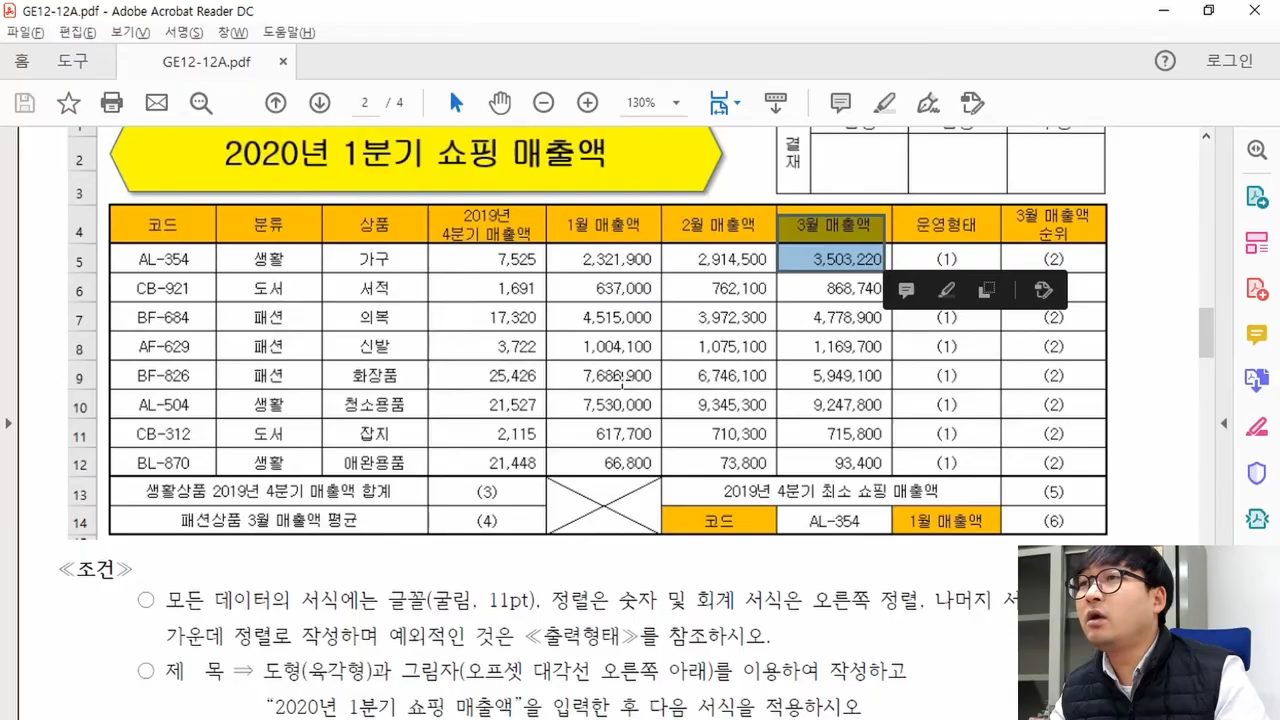 GE12-12A.pdf - Adobe Acrobat Reader DC
파일(F) 편집(E) 보기(V) 서명(S) 창(W) 도움말(H)
홈 도구 GE12-12A.pdf × 로그인
2 / 4 130%
2 2020년 1분기 쇼핑 매출액 결재
3
4 코드 분류 상품 2019년 4분기 매출액 1월 매출액 2월 매출액 3월 매출액 운영형태 3월 매출액 순위
5 AL-354 생활 가구 7,525 2,321,900 2,914,500 3,503,220 (1) (2)
6 CB-921 도서 서적 1,691 637,000 762,100 868,740
7 BF-684 패션 의복 17,320 4,515,000 3,972,300 4,778,900 (1) (2)
8 AF-629 패션 신발 3,722 1,004,100 1,075,100 1,169,700 (1) (2)
9 BF-826 패션 화장품 25,426 7,686,900 6,746,100 5,949,100 (1) (2)
10 AL-504 생활 청소용품 21,527 7,530,000 9,345,300 9,247,800 (1) (2)
11 CB-312 도서 잡지 2,115 617,700 710,300 715,800 (1) (2)
12 BL-870 생활 애완용품 21,448 66,800 73,800 93,400 (1) (2)
13 생활상품 2019년 4분기 매출액 합계 (3) 2019년 4분기 최소 쇼핑 매출액 (5)
14 패션상품 3월 매출액 평균 (4) 코드 AL-354 1월 매출액 (6)
≪조건≫
○ 모든 데이터의 서식에는 글꼴(굴림, 11pt), 정렬은 숫자 및 회계 서식은 오른쪽 정렬, 나머지
가운데 정렬로 작성하며 예외적인 것은 ≪출력형태≫를 참조하시오.
○ 제 목 ⇒ 도형(육각형)과 그림자(오프셋 대각선 오른쪽 아래)를 이용하여 작성하고
“2020년 1분기 쇼핑 매출액”을 입력한 후 다음 서식을 적용하시오